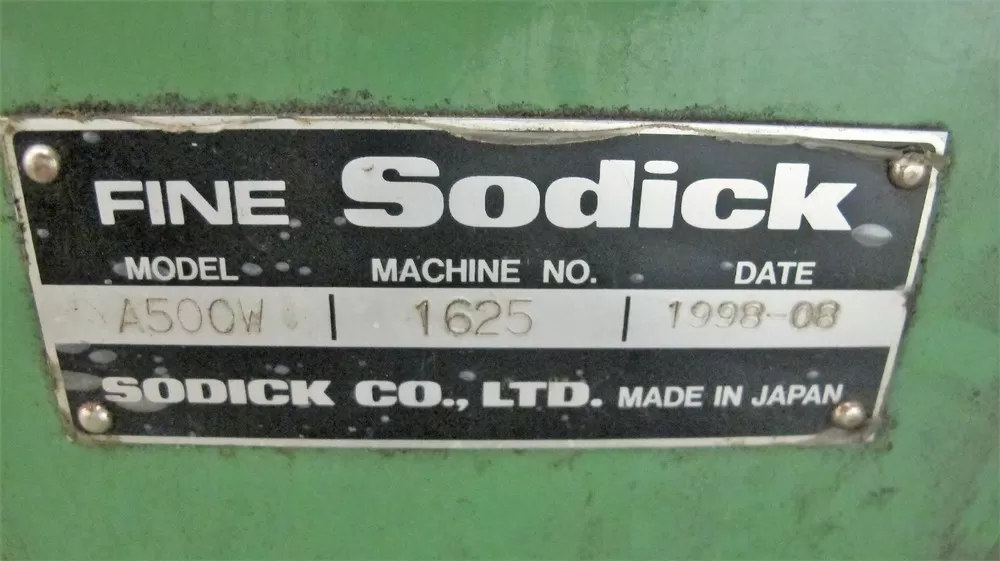 FINE Sodick
MODEL MACHINE NO. DATE
A500W | 1625 | 1998-08
SODICK CO., LTD. MADE IN JAPAN